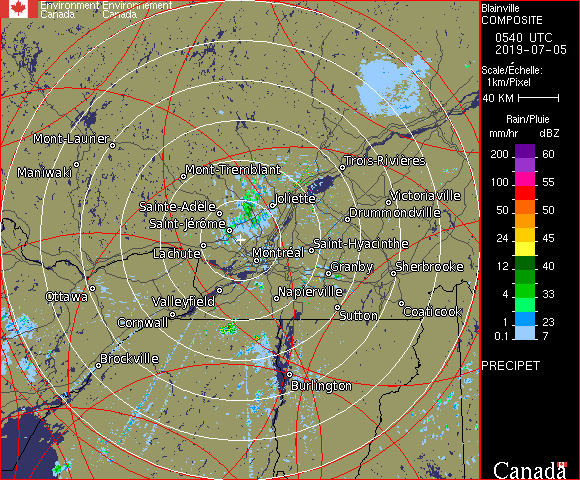 Environment Environnement
Canada Canada
Blainville
COMPOSITE
0540 UTC
2019-07-05
Scale/Échelle:
1km/Pixel
40 KM
Rain/Pluie
mm/hr dBZ
200 60
150 55
100 55
50 50
24 45
12 40
4 33
1 23
0.1 7
PRECIPET
Canada
Mont-Laurier
Maniwaki
Mont-Tremblant
Trois-Rivières
Sainte-Adèle
Joliette
Victoriaville
Saint-Jérôme
Drummondville
Lachute
Montréal
Saint-Hyacinthe
Granby
Sherbrooke
Ottawa
Valleyfield
Napierville
Cornwall
Sutton
Coaticook
Brockville
Burlington